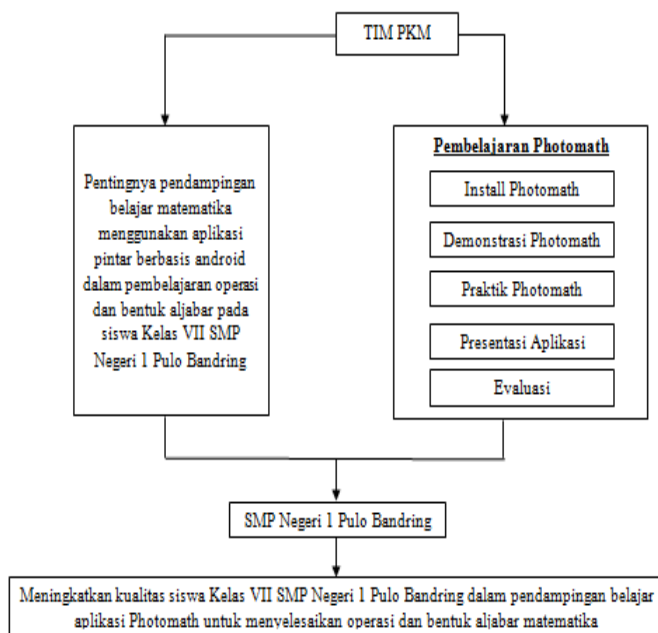 TIM PKM
Pentingnya pendampingan
belajar matematika
menggunakan aplikasi
pintar berbasis android
dalam pembelajaran operasi
dan bentuk aljabar pada
siswa Kelas VII SMP
Negeri 1 Pulo Bandring
Pembelajaran Photomath
Install Photomath
Demonstrasi Photomath
Praktik Photomath
Presentasi Aplikasi
Evaluasi
SMP Negeri 1 Pulo Bandring
Meningkatkan kualitas siswa Kelas VII SMP Negeri 1 Pulo Bandring dalam pendampingan belajar
aplikasi Photomath untuk menyelesaikan operasi dan bentuk aljabar matematika